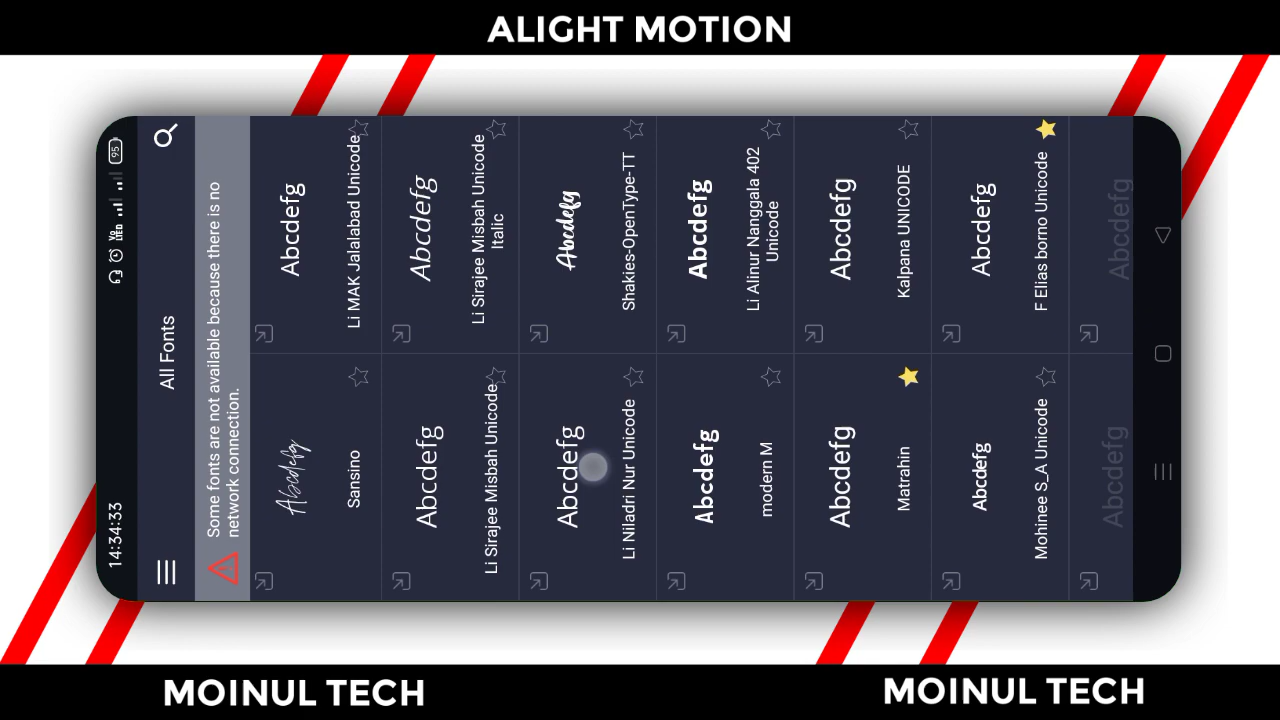 ALIGHT MOTION
14:34:33
95
All Fonts
Some fonts are not available because there is no
network connection.
Abcdefg
Sansino
Abcdefg
Li MAK Jalalabad Unicode
Abcdefg
Li Sirajee Misbah Unicode
Abcdefg
Li Sirajee Misbah Unicode
Italic
Abcdefg
Li Niladri Nur Unicode
Abcdefg
Shakies-OpenType-TT
Abcdefg
modern M
Abcdefg
Li Alinur Nanggala 402
Unicode
Abcdefg
Matrahin
Abcdefg
Kalpana UNICODE
Abcdefg
Mohinee S_A Unicode
Abcdefg
F Elias borno Unicode
Abcdefg
Abcdefg
MOINUL TECH
MOINUL TECH